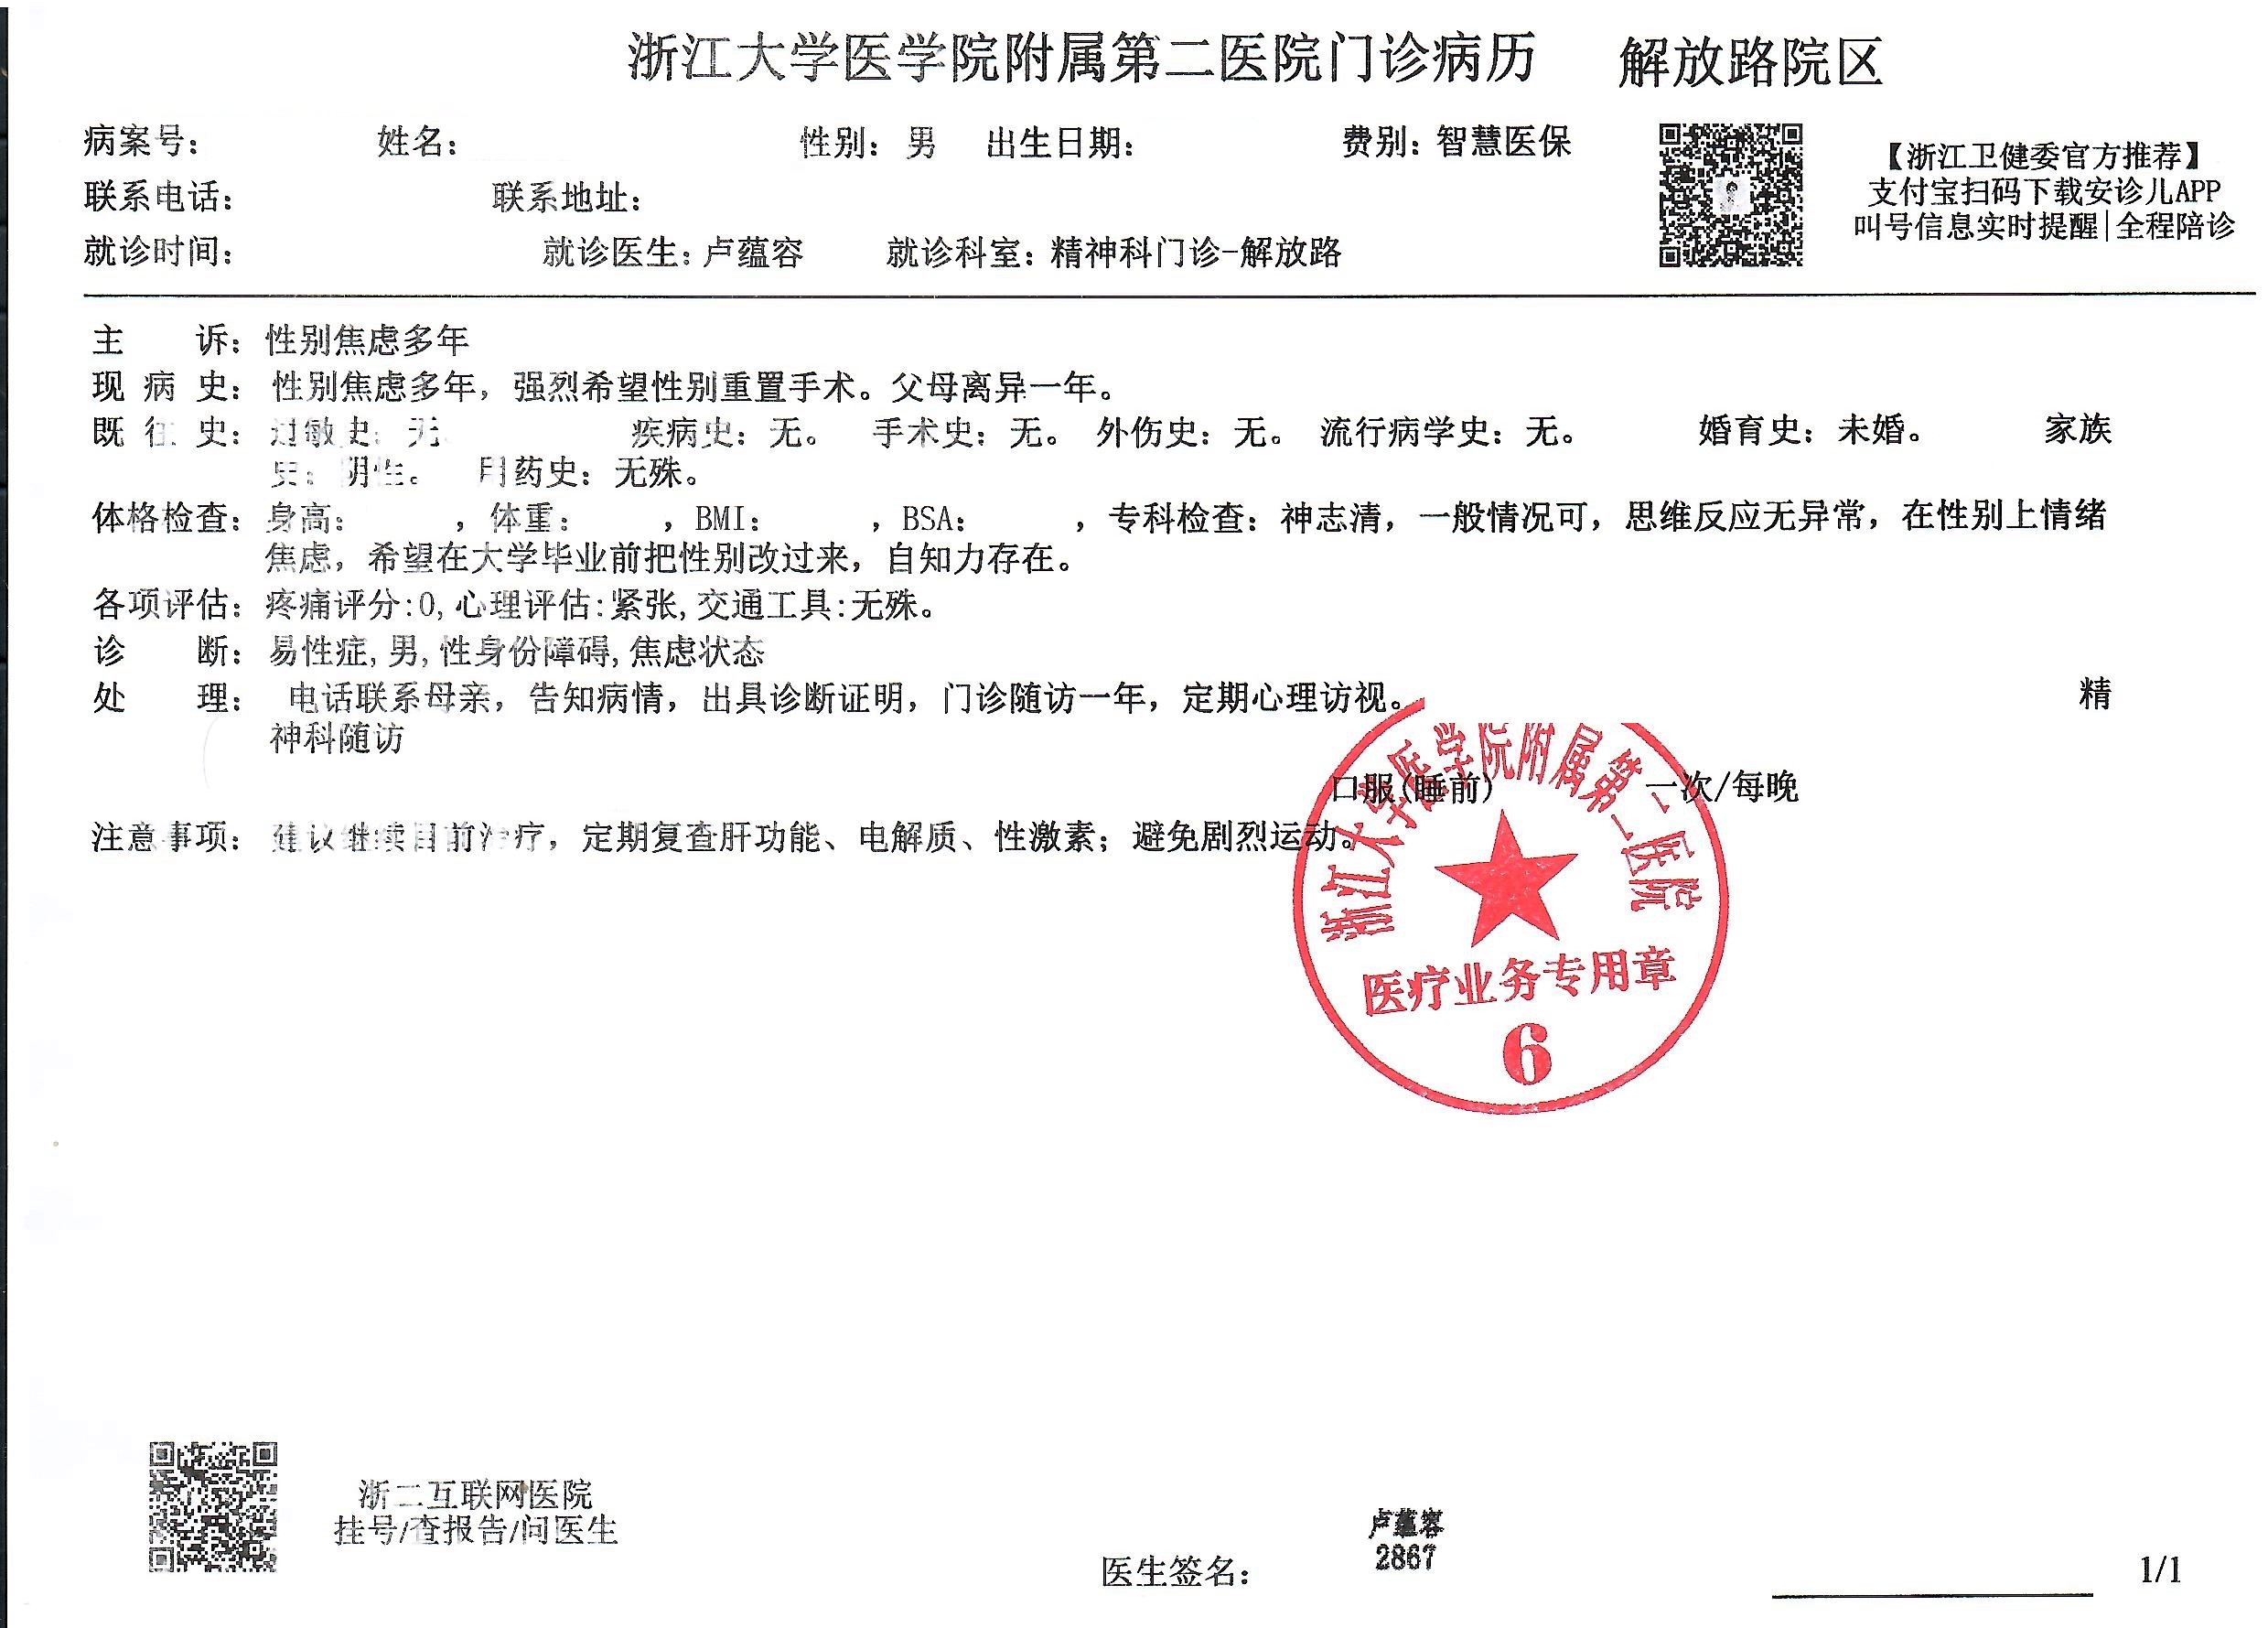 浙江大学医学院附属第二医院门诊病历 解放路院区
病案号： 姓名： 性别：男 出生日期： 费别：智慧医保
【浙江卫健委官方推荐】
支付宝扫码下载安诊儿APP
叫号信息实时提醒|全程陪诊
联系电话： 联系地址：
就诊时间： 就诊医生：卢蕴容 就诊科室：精神科门诊-解放路
主 诉：性别焦虑多年
现 病 史：性别焦虑多年，强烈希望性别重置手术。父母离异一年。
既 往 史：过敏史：无 疾病史：无。 手术史：无。 外伤史：无。 流行病学史：无。 婚育史：未婚。 家族
史：阴性。 用药史：无殊。
体格检查：身高： ，体重： ，BMI： ，BSA： ，专科检查：神志清，一般情况可，思维反应无异常，在性别上情绪
焦虑，希望在大学毕业前把性别改过来，自知力存在。
各项评估：疼痛评分:0,心理评估:紧张,交通工具:无殊。
诊 断：易性症,男,性身份障碍,焦虑状态
处 理：电话联系母亲，告知病情，出具诊断证明，门诊随访一年，定期心理访视。 精
神科随访
口服(睡前) 一次/每晚
注意事项：建议继续目前治疗，定期复查肝功能、电解质、性激素；避免剧烈运动。
浙江大学医学院附属第二医院
医疗业务专用章
6
浙二互联网医院
挂号/查报告/问医生
卢蕴容
2867
医生签名：
1/1